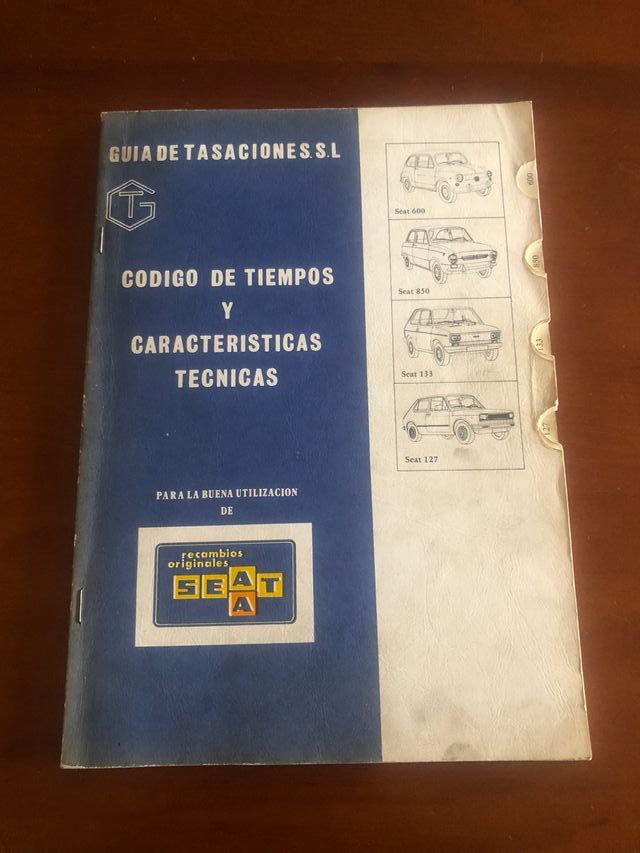 GUIA DE TASACIONES.S.L
TG
CODIGO DE TIEMPOS
Y
CARACTERISTICAS
TECNICAS
PARA LA BUENA UTILIZACION
DE
recambios
originales
SEAT
A
Seat 600
Seat 850
Seat 133
Seat 127
600
850
133
127